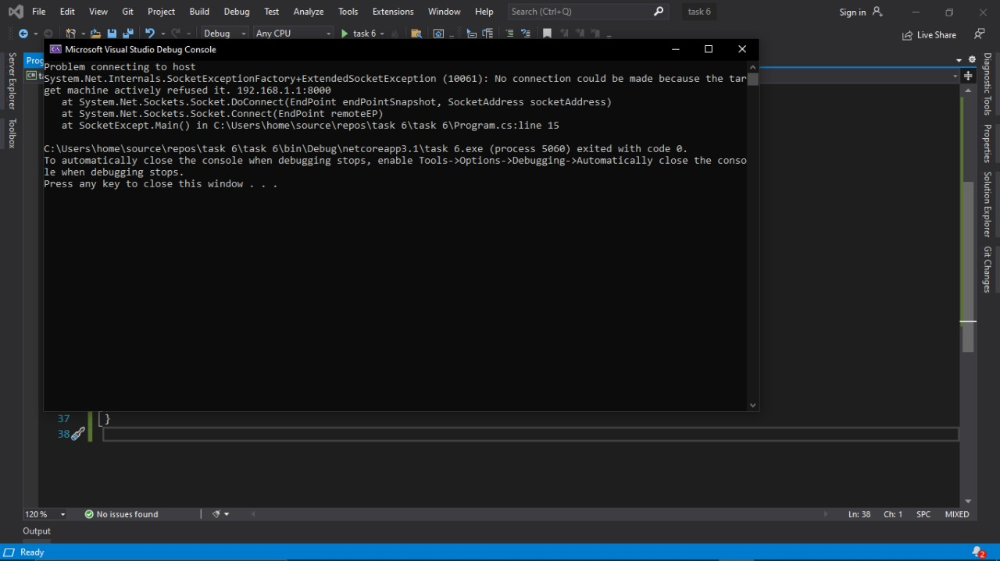 File Edit View Git Project Build Debug Test Analyze Tools Extensions Window Help Search (Ctrl+Q) task 6 Sign in
Debug Any CPU task 6 Live Share
Microsoft Visual Studio Debug Console
Problem connecting to host
System.Net.Internals.SocketExceptionFactory+ExtendedSocketException (10061): No connection could be made because the tar
get machine actively refused it. 192.168.1.1:8000
at System.Net.Sockets.Socket.DoConnect(EndPoint endPointSnapshot, SocketAddress socketAddress)
at System.Net.Sockets.Socket.Connect(EndPoint remoteEP)
at SocketExcept.Main() in C:\Users\home\source\repos\task 6\task 6\Program.cs:line 15
C:\Users\home\source\repos\task 6\task 6\bin\Debug\netcoreapp3.1\task 6.exe (process 5060) exited with code 0.
To automatically close the console when debugging stops, enable Tools->Options->Debugging->Automatically close the conso
le when debugging stops.
Press any key to close this window . . .
Server Explorer
Toolbox
Prog
C# ta
Diagnostic Tools
Properties
Solution Explorer
Git Changes
37 }
38
120 % No issues found Ln: 38 Ch: 1 SPC MIXED
Output
Ready 2